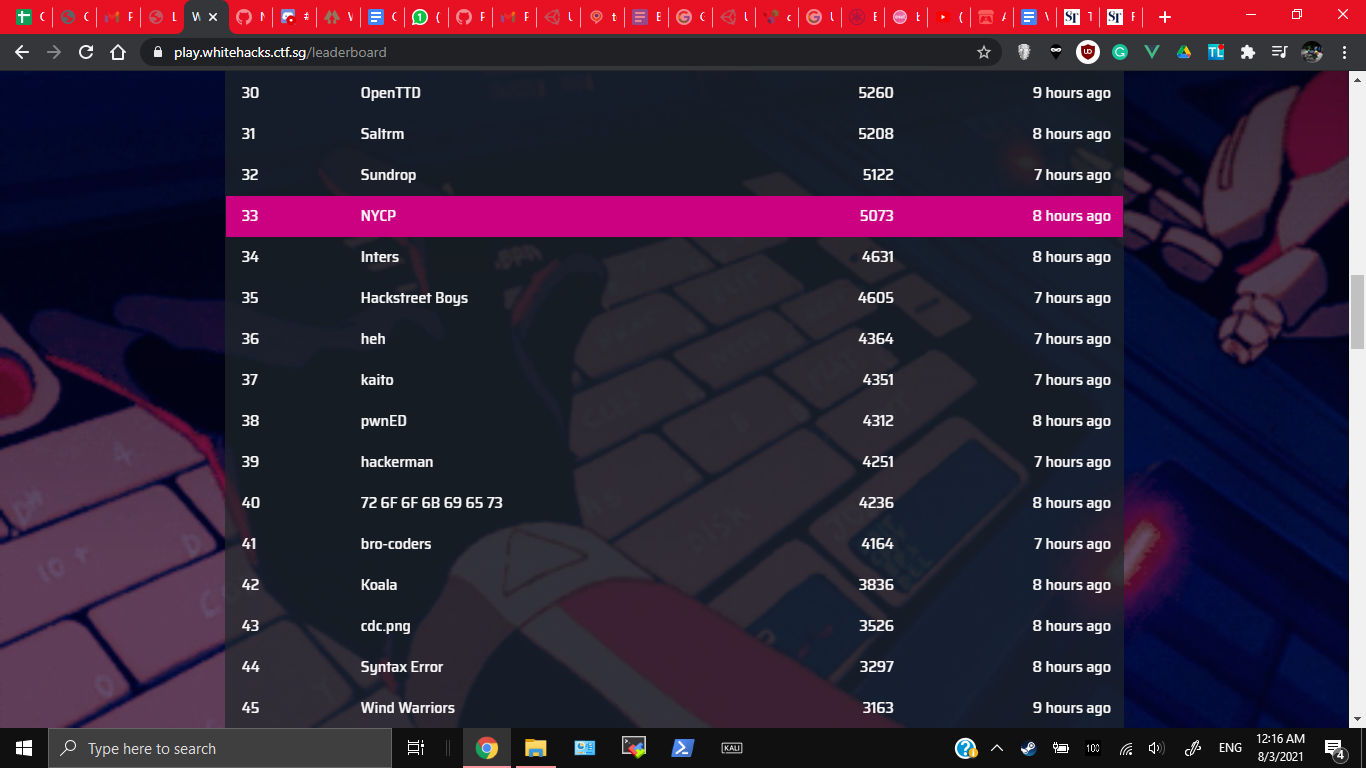 W
play.whitehacks.ctf.sg/leaderboard
30 OpenTTD 5260 9 hours ago
31 Saltrm 5208 8 hours ago
32 Sundrop 5122 7 hours ago
33 NYCP 5073 8 hours ago
34 Inters 4631 8 hours ago
35 Hackstreet Boys 4605 7 hours ago
36 heh 4364 7 hours ago
37 kaito 4351 7 hours ago
38 pwnED 4312 8 hours ago
39 hackerman 4251 7 hours ago
40 72 6F 6F 6B 69 65 73 4236 8 hours ago
41 bro-coders 4164 7 hours ago
42 Koala 3836 8 hours ago
43 cdc.png 3526 8 hours ago
44 Syntax Error 3297 8 hours ago
45 Wind Warriors 3163 9 hours ago
Type here to search
KALI
100
ENG
12:16 AM
8/3/2021
4